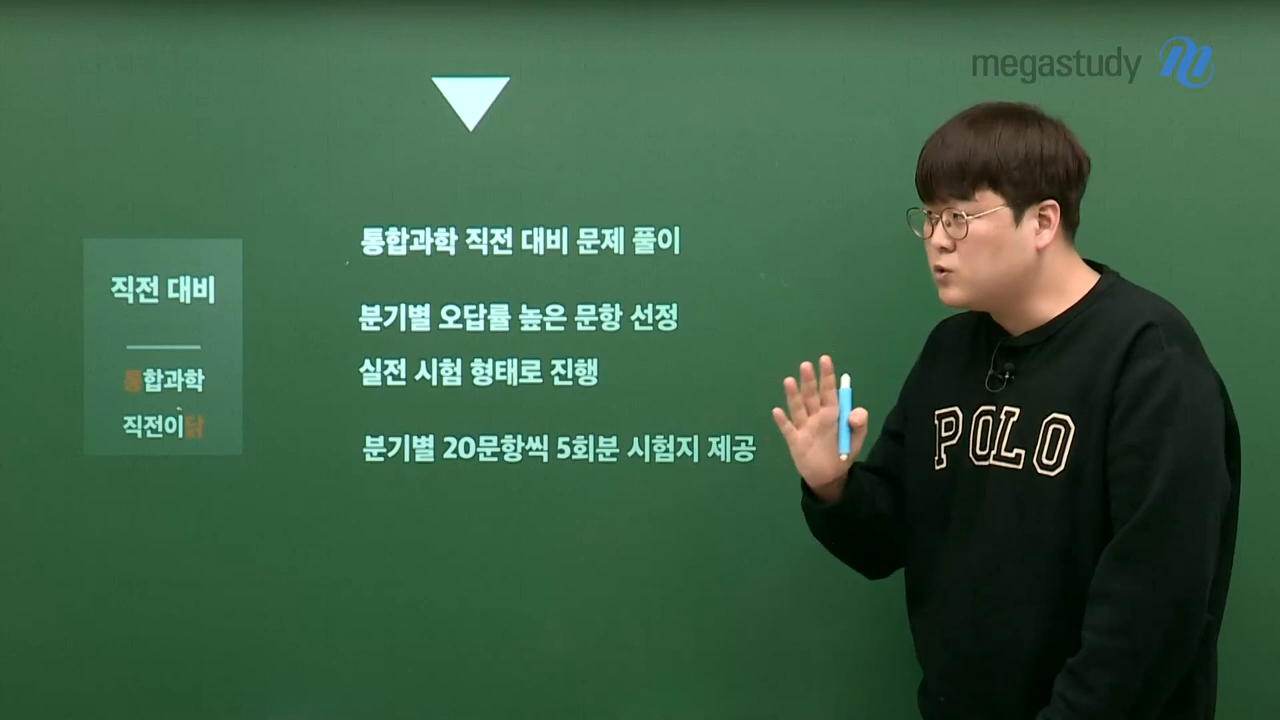 megastudy
통합과학 직전 대비 문제 풀이
직전 대비
분기별 오답률 높은 문항 선정
실전 시험 형태로 진행
통합과학
직전이닭
분기별 20문항씩 5회분 시험지 제공
POLO